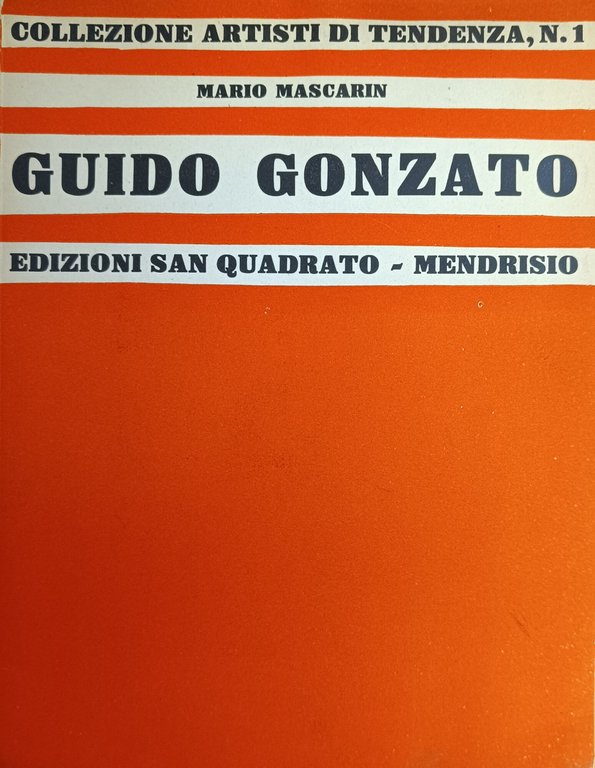 COLLEZIONE ARTISTI DI TENDENZA, N. 1
MARIO MASCARIN
GUIDO GONZATO
EDIZIONI SAN QUADRATO - MENDRISIO